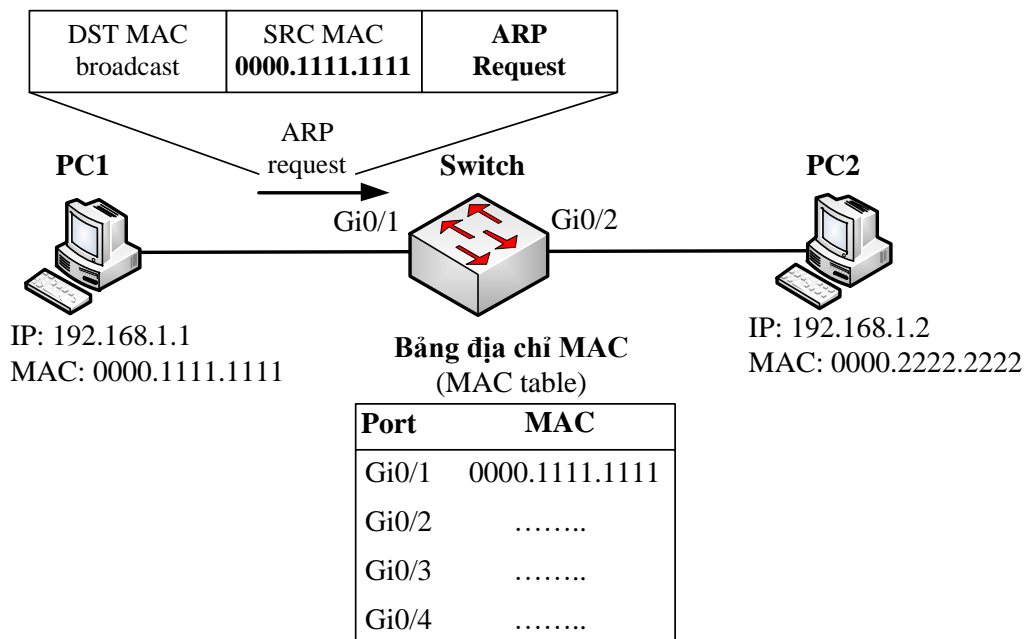 DST MAC
broadcast
SRC MAC
0000.1111.1111
ARP
Request
ARP
request
PC1
Switch
PC2
Gi0/1
Gi0/2
IP: 192.168.1.1
MAC: 0000.1111.1111
IP: 192.168.1.2
MAC: 0000.2222.2222
Bảng địa chỉ MAC
(MAC table)
Port MAC
Gi0/1 0000.1111.1111
Gi0/2 ……..
Gi0/3 ……..
Gi0/4 ……..